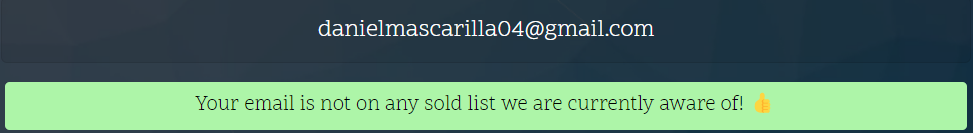 danielmascarilla04@gmail.com
Your email is not on any sold list we are currently aware of! 👍